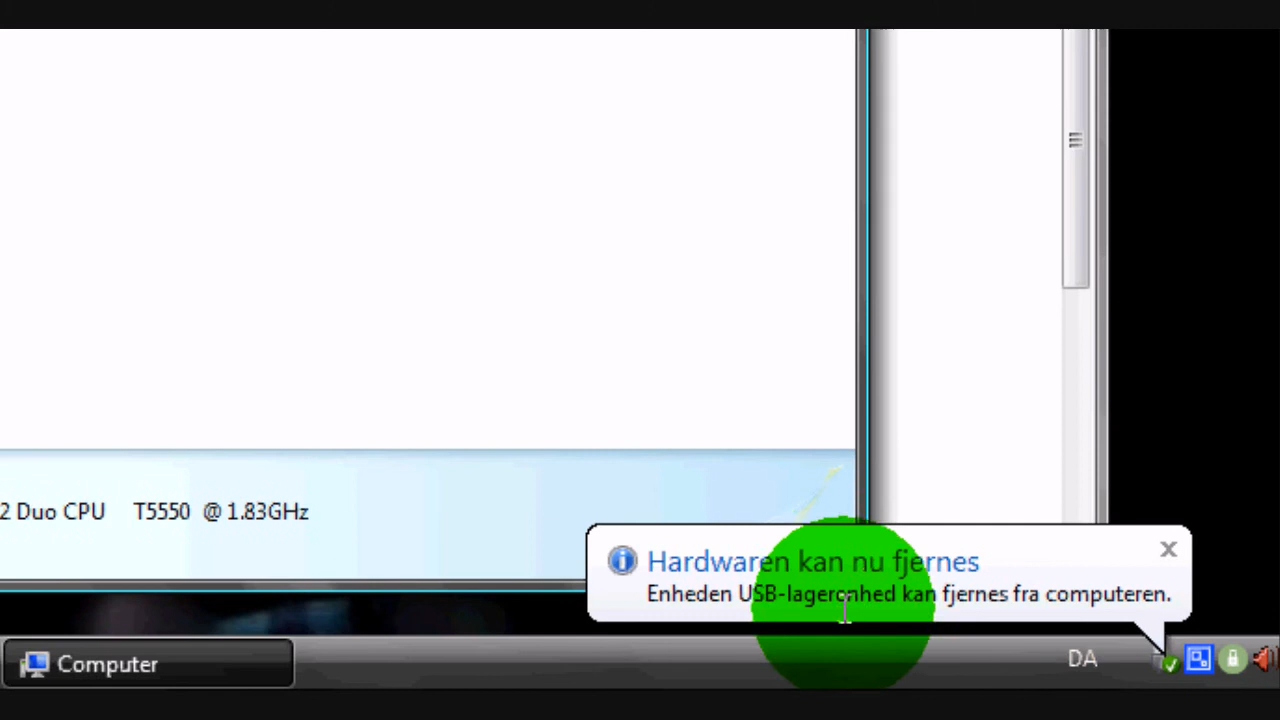 2 Duo CPU T5550 @ 1.83GHz
Hardwaren kan nu fjernes
Enheden USB-lagerenhed kan fjernes fra computeren.
Computer
DA